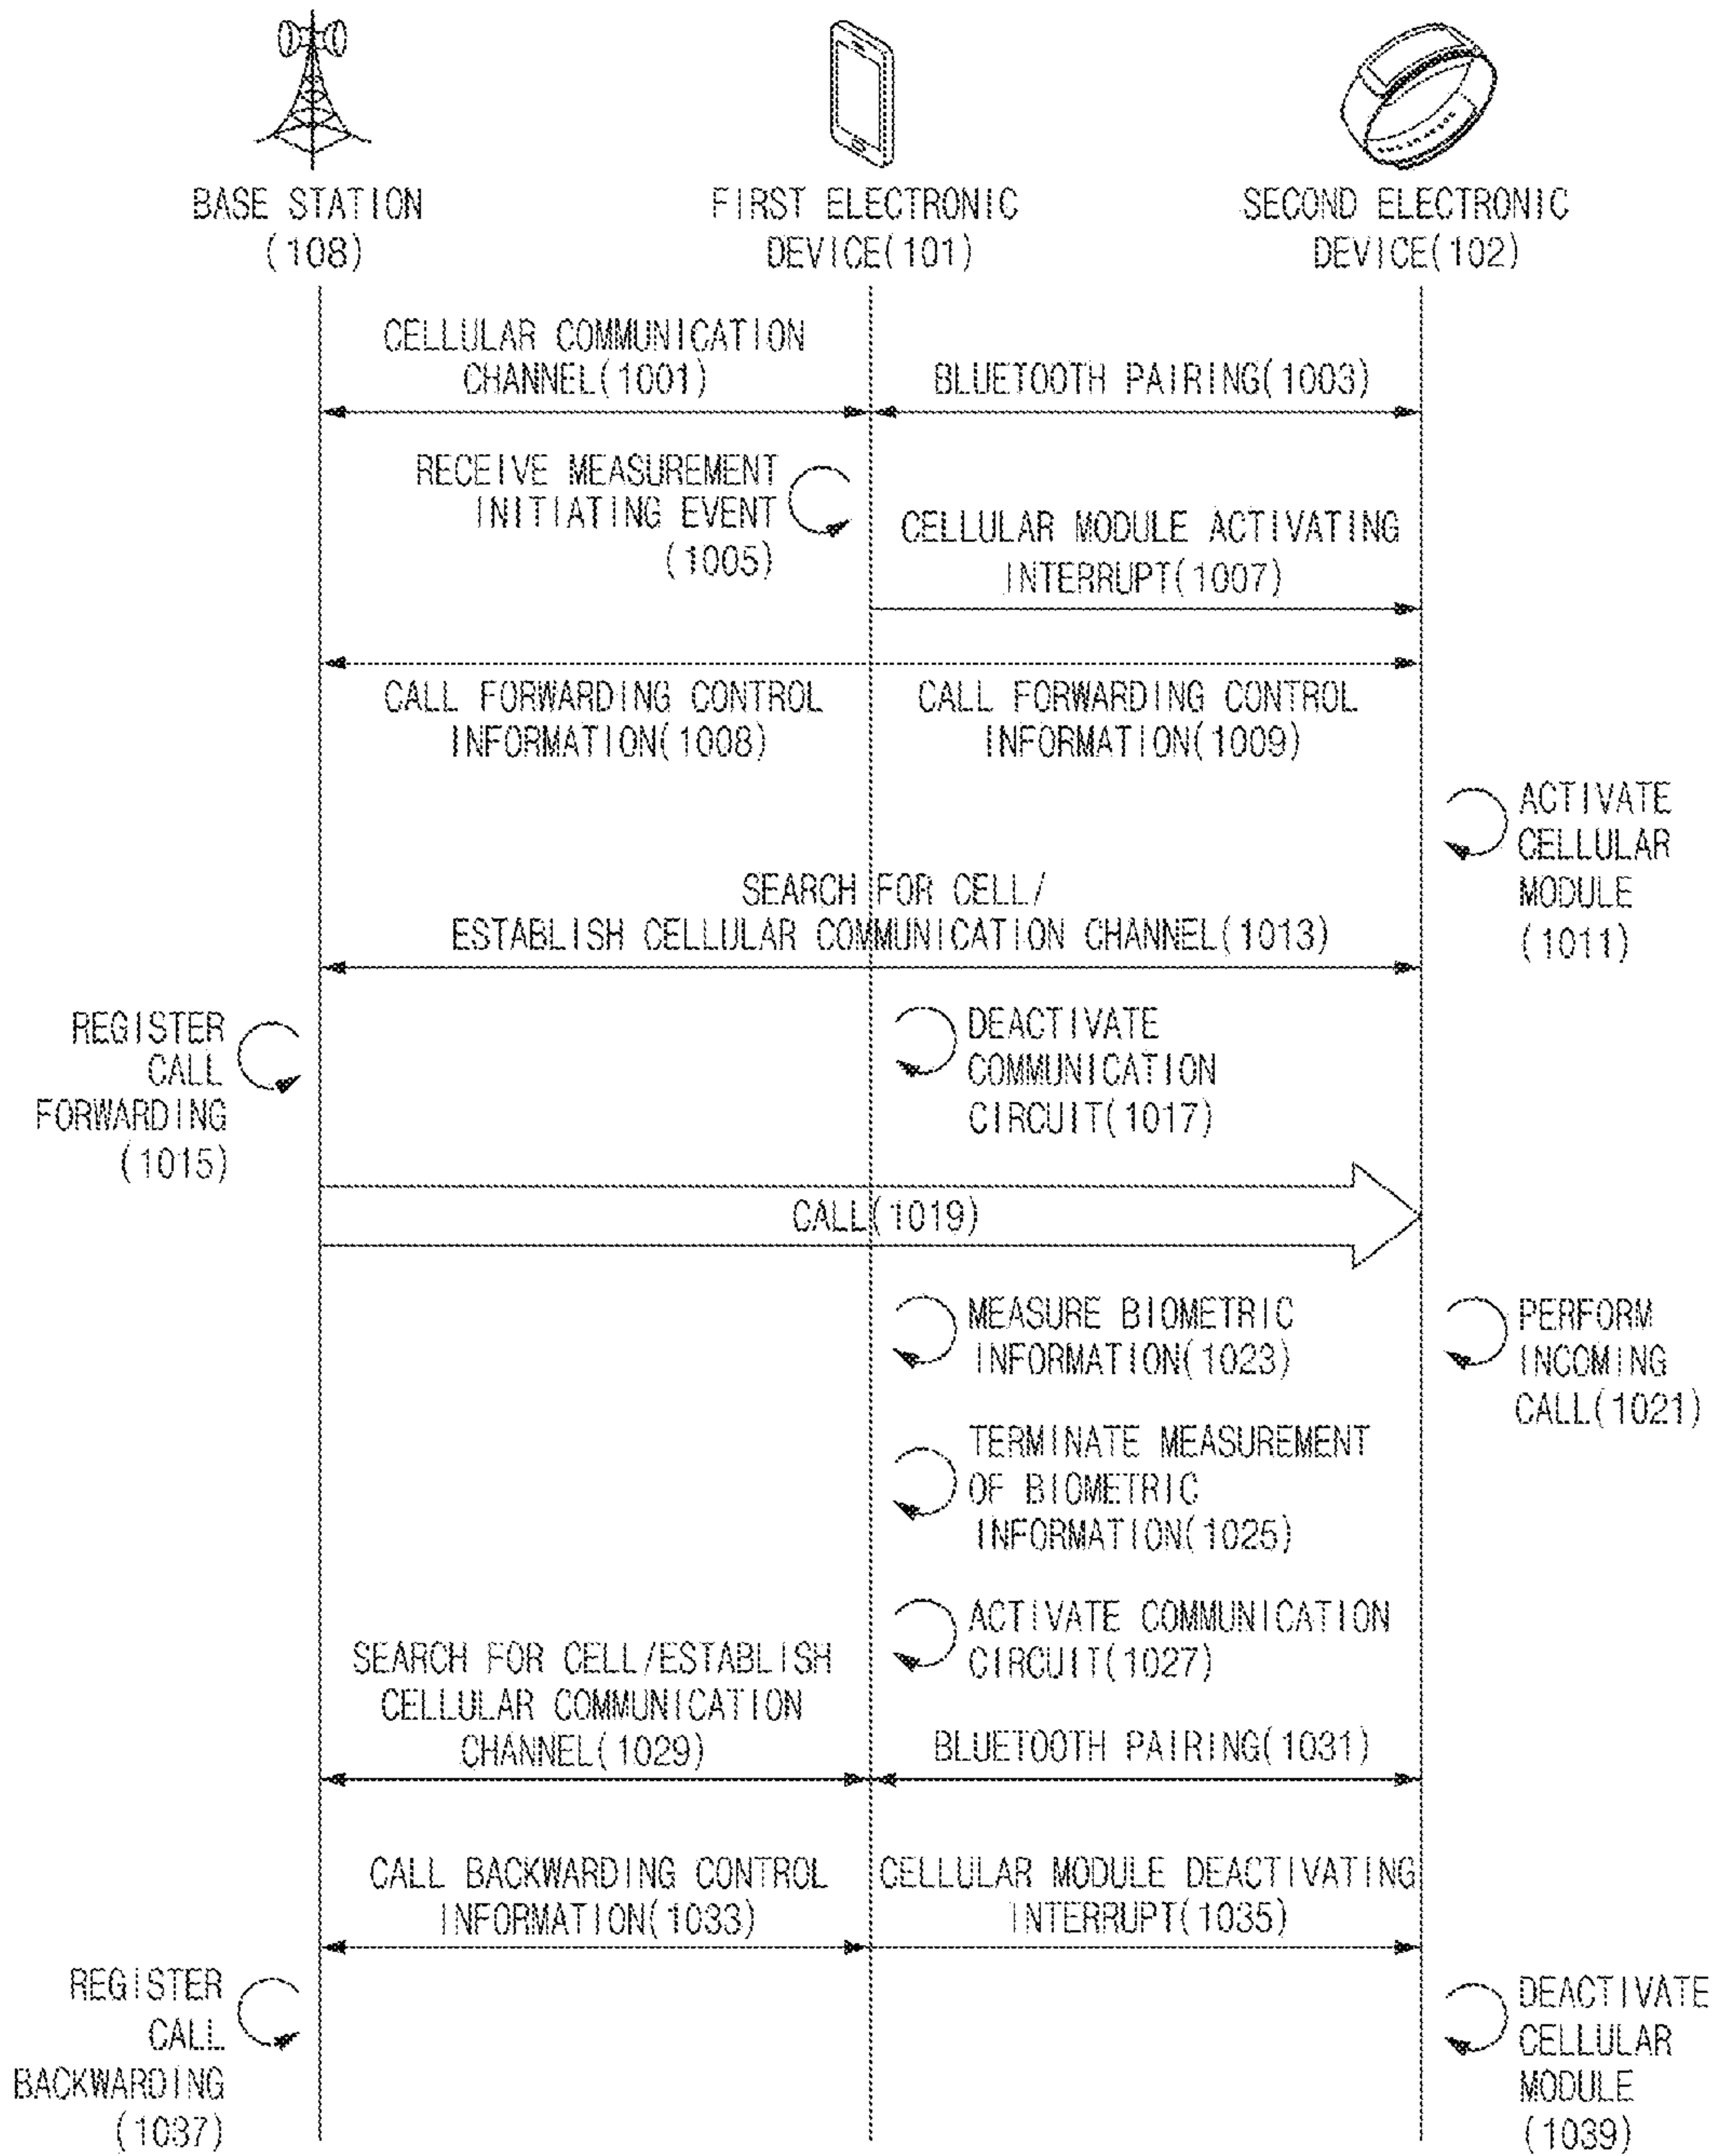 BASE STATION
(108)
FIRST ELECTRONIC
DEVICE(101)
SECOND ELECTRONIC
DEVICE(102)
CELLULAR COMMUNICATION
CHANNEL(1001)
BLUETOOTH PAIRING(1003)
RECEIVE MEASUREMENT
INITIATING EVENT
(1005)
CELLULAR MODULE ACTIVATING
INTERRUPT(1007)
CALL FORWARDING CONTROL
INFORMATION(1008)
CALL FORWARDING CONTROL
INFORMATION(1009)
ACTIVATE
CELLULAR
MODULE
(1011)
SEARCH FOR CELL/
ESTABLISH CELLULAR COMMUNICATION CHANNEL(1013)
REGISTER
CALL
FORWARDING
(1015)
DEACTIVATE
COMMUNICATION
CIRCUIT(1017)
CALL(1019)
MEASURE BIOMETRIC
INFORMATION(1023)
PERFORM
INCOMING
CALL(1021)
TERMINATE MEASUREMENT
OF BIOMETRIC
INFORMATION(1025)
ACTIVATE COMMUNICATION
CIRCUIT(1027)
SEARCH FOR CELL/ESTABLISH
CELLULAR COMMUNICATION
CHANNEL(1029)
BLUETOOTH PAIRING(1031)
CALL BACKWARDING CONTROL
INFORMATION(1033)
CELLULAR MODULE DEACTIVATING
INTERRUPT(1035)
REGISTER
CALL
BACKWARDING
(1037)
DEACTIVATE
CELLULAR
MODULE
(1039)